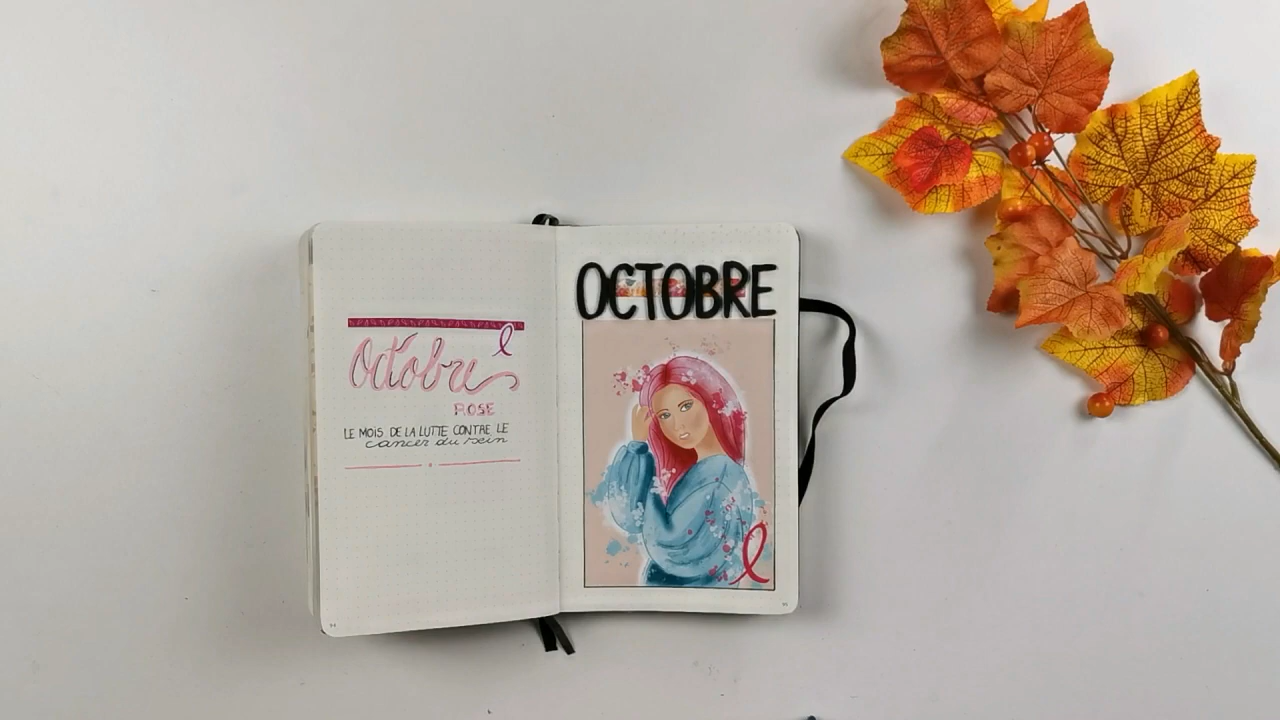 Octobre
ROSE
LE MOIS DE LA LUTTE CONTRE LE
cancer du sein
OCTOBRE